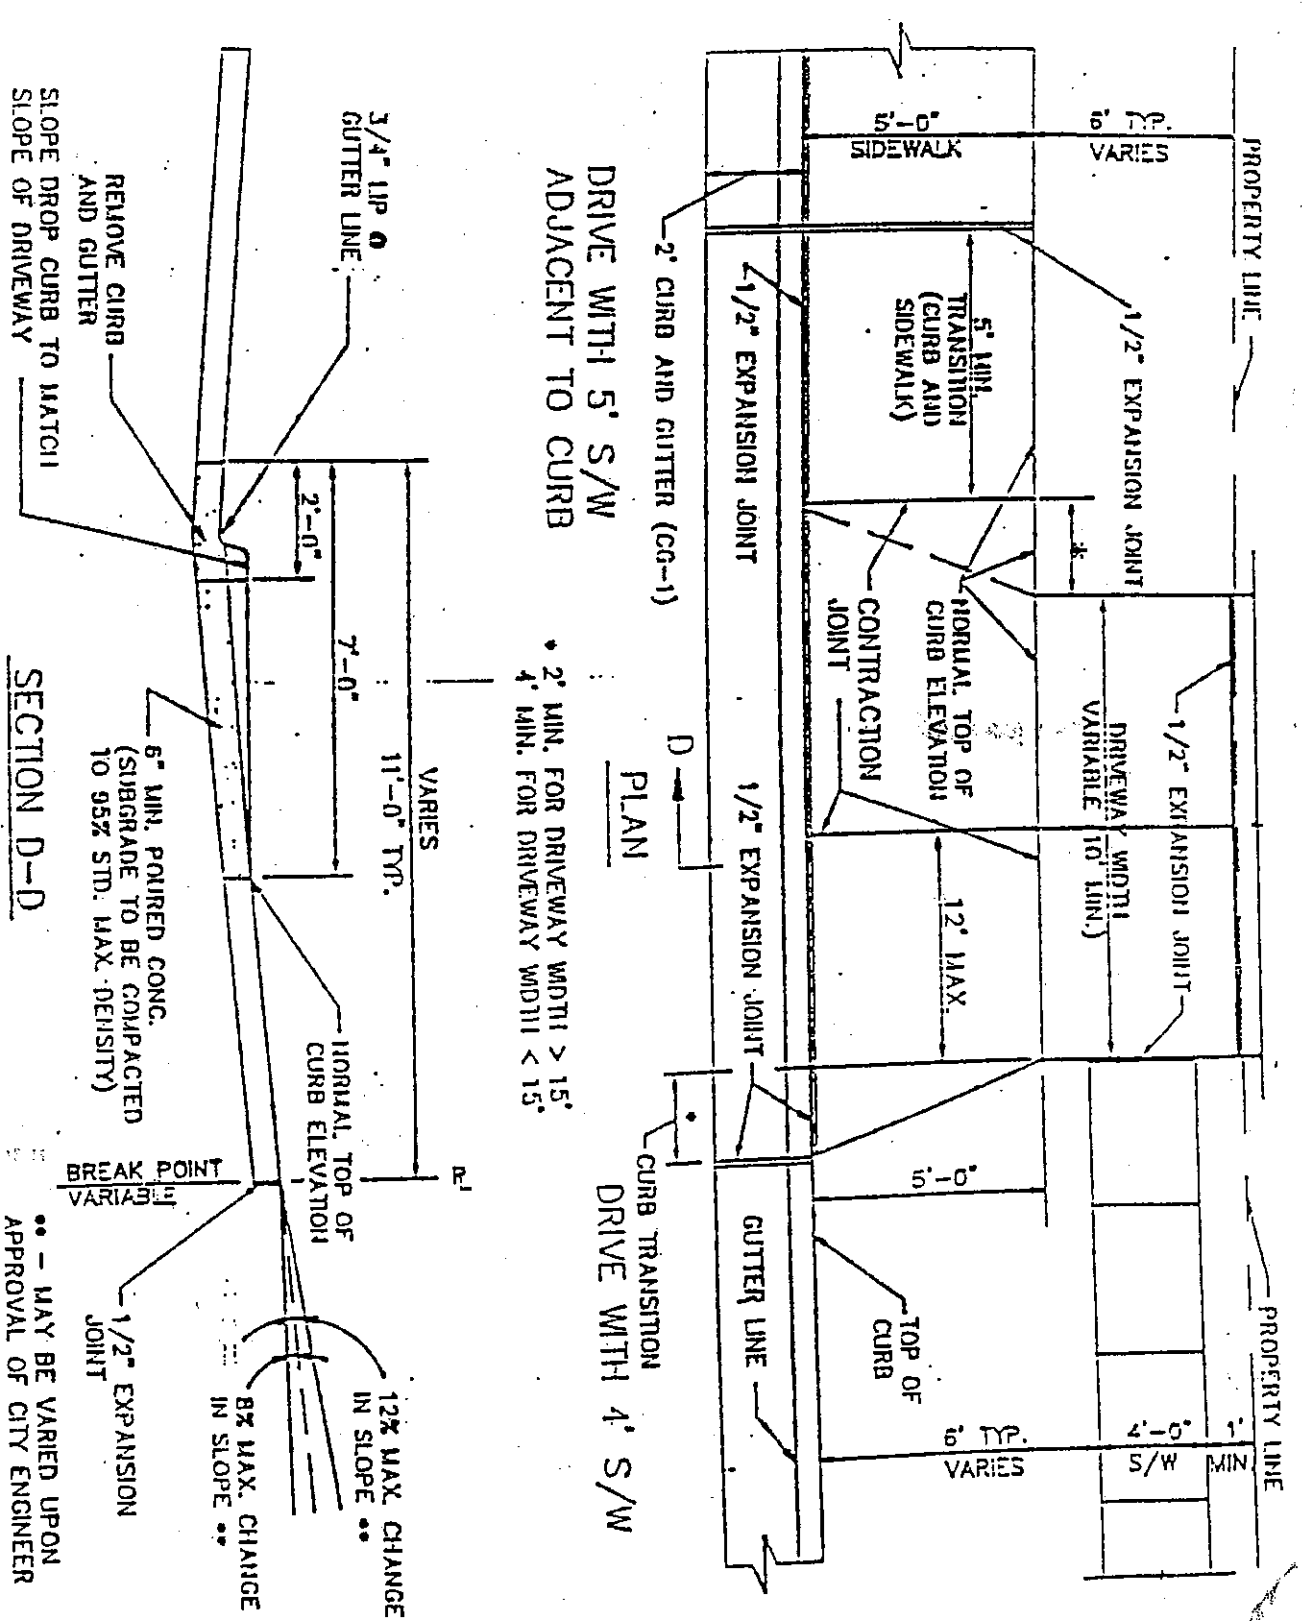 PROPERTY LINE
6' TYP.
VARIES
5'-0"
SIDEWALK
1/2" EXPANSION JOINT
5' MIN.
TRANSITION
(CURB AND
SIDEWALK)
*
1/2" EXPANSION JOINT
DRIVEWAY WIDTH
VARIABLE 10' MIN.)
NORMAL TOP OF
CURB ELEVATION
CONTRACTION
JOINT
12' MAX.
1/2" EXPANSION JOINT
1/2" EXPANSION JOINT
2' CURB AND GUTTER (CG-1)
PROPERTY LINE
1'
MIN.
4'-0"
S/W
6' TYP.
VARIES
5'-0"
TOP OF
CURB
GUTTER LINE
*
CURB TRANSITION
D
DRIVE WITH 5' S/W
ADJACENT TO CURB
PLAN
DRIVE WITH 4' S/W
* 2' MIN. FOR DRIVEWAY WIDTH > 15'
4' MIN. FOR DRIVEWAY WIDTH < 15'
VARIES
11'-0" TYP.
7'-0"
2'-0"
3/4" LIP @
GUTTER LINE
REMOVE CURB
AND GUTTER
SLOPE DROP CURB TO MATCH
SLOPE OF DRIVEWAY
NORMAL TOP OF
CURB ELEVATION
6" MIN. POURED CONC.
(SUBGRADE TO BE COMPACTED
TO 95% STD. MAX. DENSITY)
BREAK POINT
VARIABLE
1/2" EXPANSION
JOINT
12% MAX. CHANGE
IN SLOPE **
8% MAX. CHANGE
IN SLOPE **
SECTION D-D
** - MAY BE VARIED UPON
APPROVAL OF CITY ENGINEER